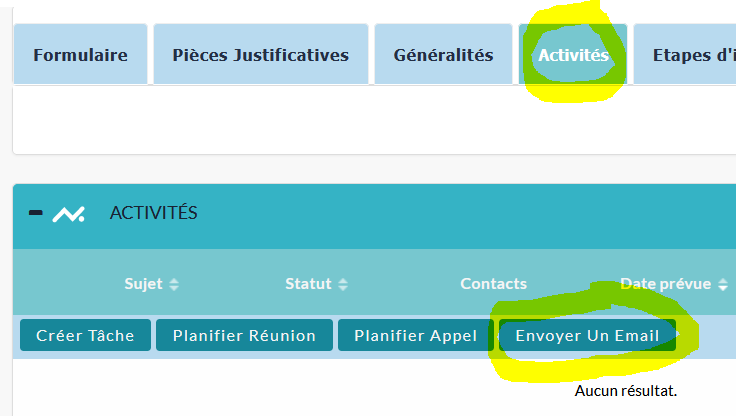 Formulaire Pièces Justificatives Généralités Activités Etapes d'i
ACTIVITÉS
Sujet Statut Contacts Date prévue
Créer Tâche Planifier Réunion Planifier Appel Envoyer Un Email
Aucun résultat.